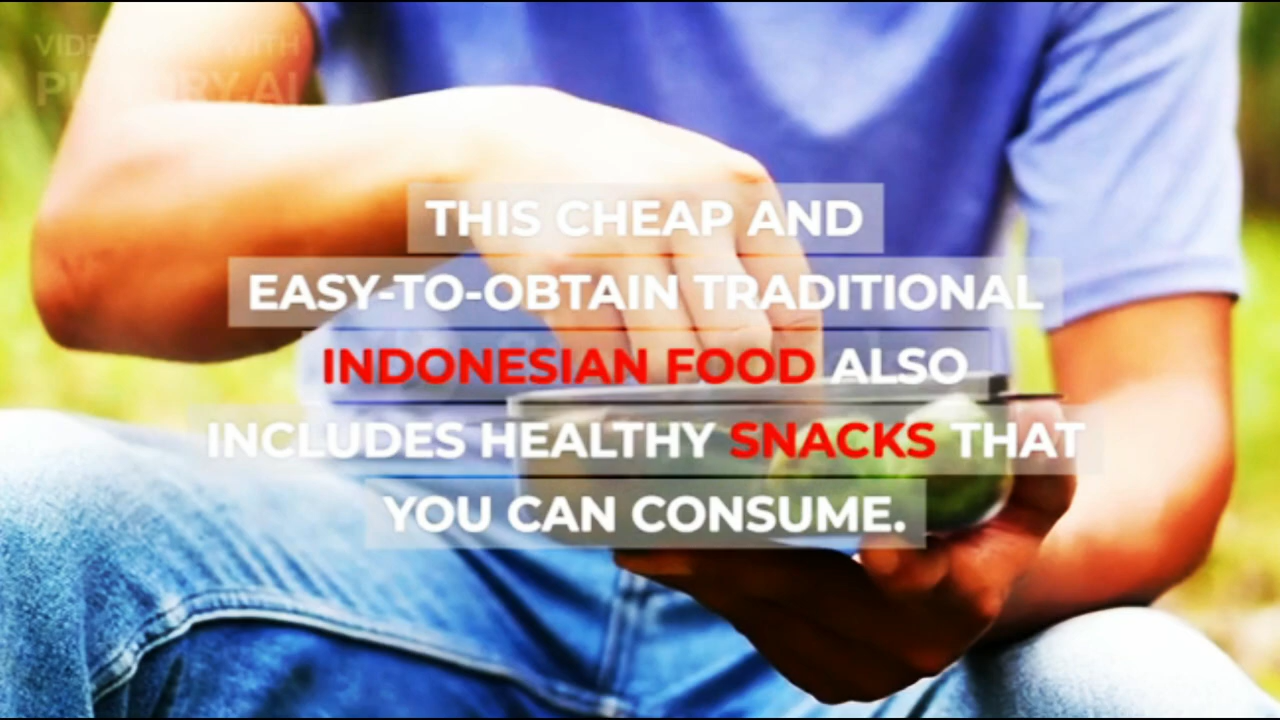 THIS CHEAP AND
EASY-TO-OBTAIN TRADITIONAL
INDONESIAN FOOD ALSO
INCLUDES HEALTHY SNACKS THAT
YOU CAN CONSUME.